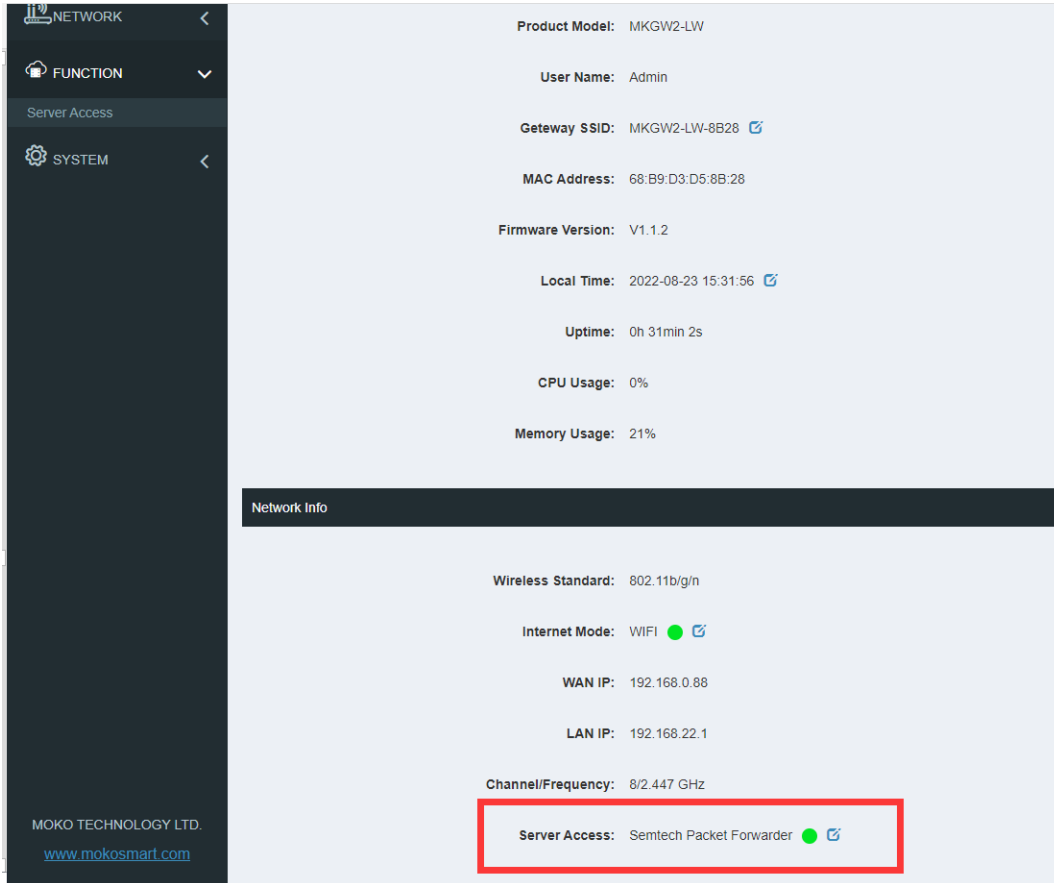 NETWORK
FUNCTION
Server Access
SYSTEM
MOKO TECHNOLOGY LTD.
www.mokosmart.com
Product Model: MKGW2-LW
User Name: Admin
Geteway SSID: MKGW2-LW-8B28
MAC Address: 68:B9:D3:D5:8B:28
Firmware Version: V1.1.2
Local Time: 2022-08-23 15:31:56
Uptime: 0h 31min 2s
CPU Usage: 0%
Memory Usage: 21%
Network Info
Wireless Standard: 802.11b/g/n
Internet Mode: WIFI
WAN IP: 192.168.0.88
LAN IP: 192.168.22.1
Channel/Frequency: 8/2.447 GHz
Server Access: Semtech Packet Forwarder